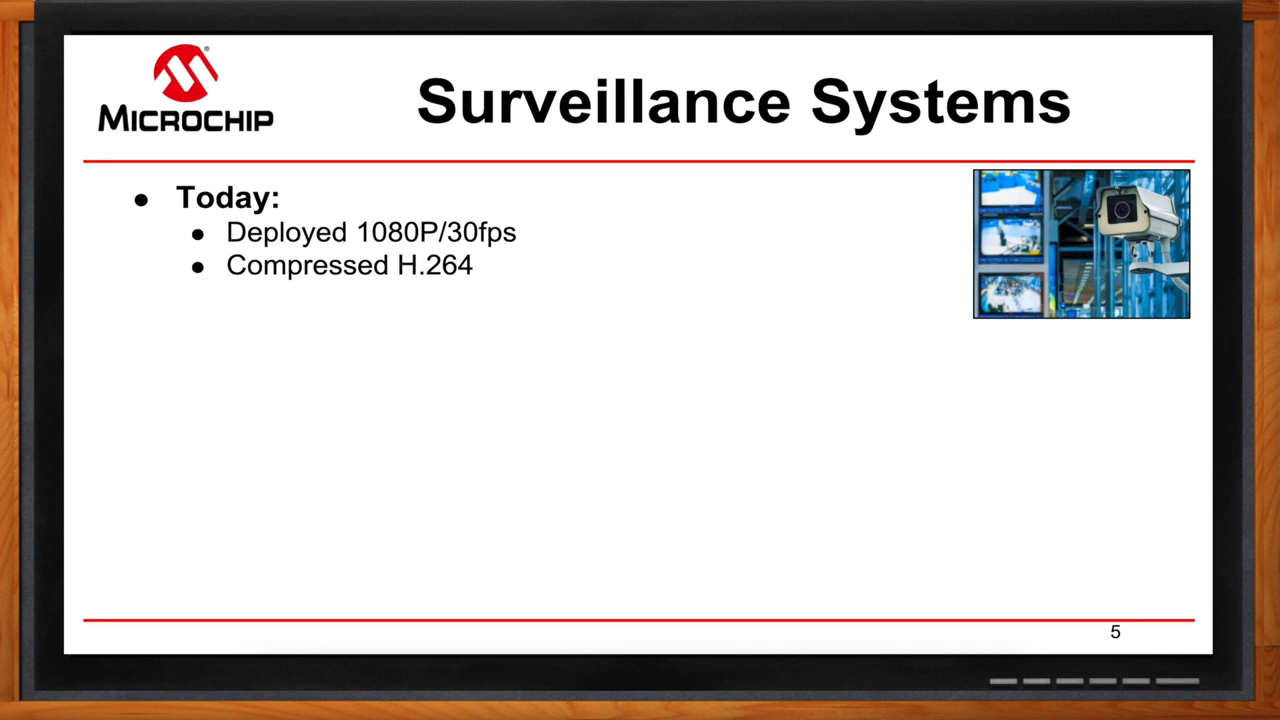 MICROCHIP
Surveillance Systems
● Today:
● Deployed 1080P/30fps
● Compressed H.264
5